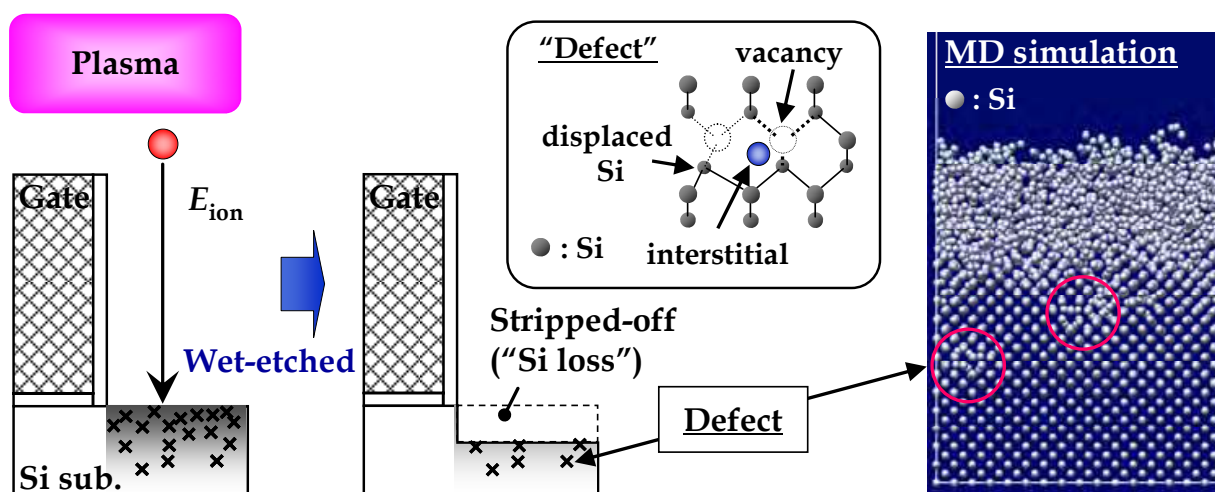 Plasma
Gate
E_ion
Si sub.
Wet-etched
Gate
Stripped-off
(“Si loss”)
Defect
“Defect”
vacancy
displaced
Si
interstitial
: Si
MD simulation
: Si